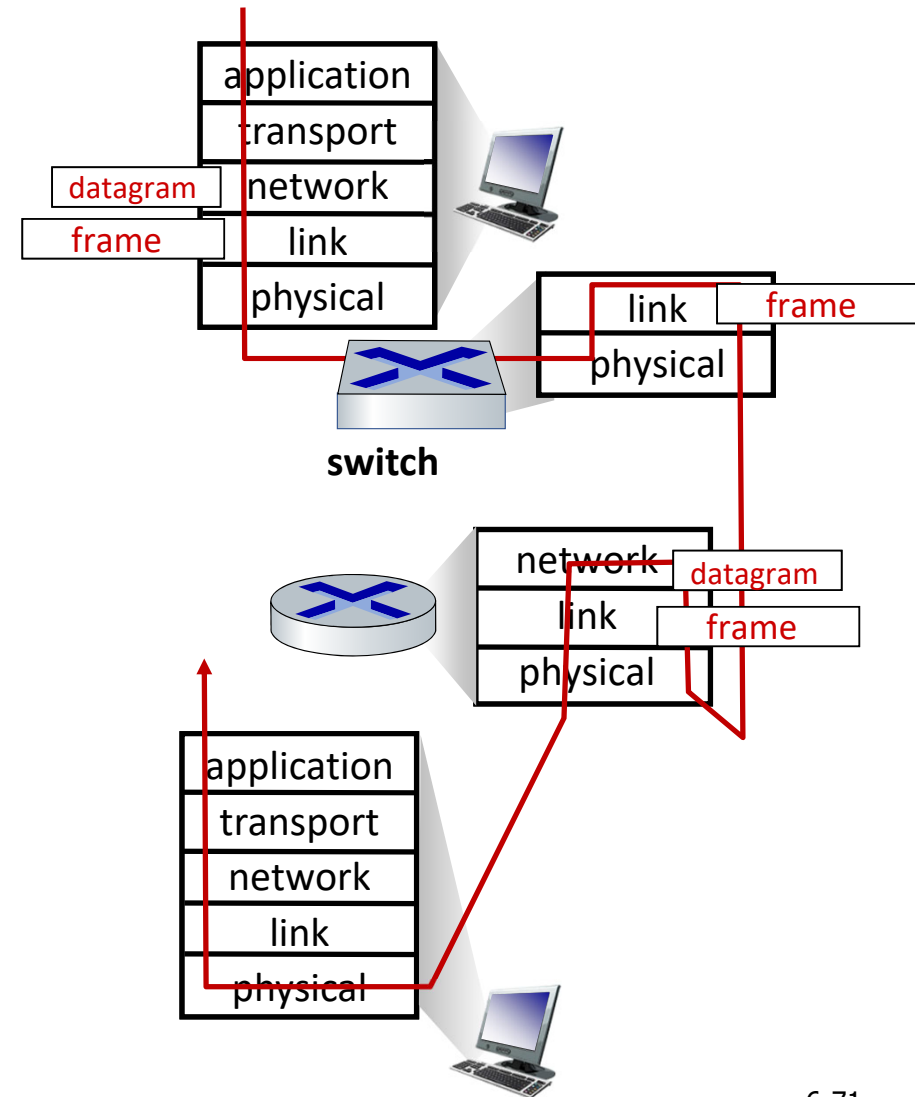 application
transport
datagram
network
frame
link
physical
link
frame
physical
switch
network
datagram
link
frame
physical
application
transport
network
link
physical